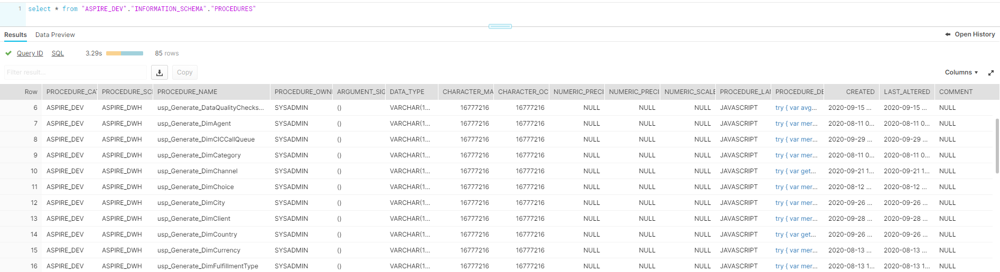 1 select * from "ASPIRE_DEV"."INFORMATION_SCHEMA"."PROCEDURES"
Results Data Preview Open History
Query ID SQL 3.29s 85 rows
Filter result... Copy Columns
Row PROCEDURE_CAT PROCEDURE_SCH PROCEDURE_NAME PROCEDURE_OWNE ARGUMENT_SIG DATA_TYPE CHARACTER_MA CHARACTER_OC NUMERIC_PRECI NUMERIC_PRECI NUMERIC_SCALE PROCEDURE_LAN PROCEDURE_DE CREATED LAST_ALTERED COMMENT
6 ASPIRE_DEV ASPIRE_DWH usp_Generate_DataQualityChecks... SYSADMIN () VARCHAR(1... 16777216 16777216 NULL NULL NULL JAVASCRIPT try { var avg... 2020-09-15 ... 2020-09-15 ... NULL
7 ASPIRE_DEV ASPIRE_DWH usp_Generate_DimAgent SYSADMIN () VARCHAR(1... 16777216 16777216 NULL NULL NULL JAVASCRIPT try { var mer... 2020-08-11 0... 2020-08-11 0... NULL
8 ASPIRE_DEV ASPIRE_DWH usp_Generate_DimCICCallQueue SYSADMIN () VARCHAR(1... 16777216 16777216 NULL NULL NULL JAVASCRIPT try { var mer... 2020-09-29 ... 2020-09-29 ... NULL
9 ASPIRE_DEV ASPIRE_DWH usp_Generate_DimCategory SYSADMIN () VARCHAR(1... 16777216 16777216 NULL NULL NULL JAVASCRIPT try { var mer... 2020-08-11 0... 2020-08-11 0... NULL
10 ASPIRE_DEV ASPIRE_DWH usp_Generate_DimChannel SYSADMIN () VARCHAR(1... 16777216 16777216 NULL NULL NULL JAVASCRIPT try { var get... 2020-09-21 1... 2020-09-21 1... NULL
11 ASPIRE_DEV ASPIRE_DWH usp_Generate_DimChoice SYSADMIN () VARCHAR(1... 16777216 16777216 NULL NULL NULL JAVASCRIPT try { var mer... 2020-08-12 ... 2020-08-12 ... NULL
12 ASPIRE_DEV ASPIRE_DWH usp_Generate_DimCity SYSADMIN () VARCHAR(1... 16777216 16777216 NULL NULL NULL JAVASCRIPT try { var mer... 2020-09-26 ... 2020-09-26 ... NULL
13 ASPIRE_DEV ASPIRE_DWH usp_Generate_DimClient SYSADMIN () VARCHAR(1... 16777216 16777216 NULL NULL NULL JAVASCRIPT try { var mer... 2020-09-28 ... 2020-09-28 ... NULL
14 ASPIRE_DEV ASPIRE_DWH usp_Generate_DimCountry SYSADMIN () VARCHAR(1... 16777216 16777216 NULL NULL NULL JAVASCRIPT try { var get... 2020-09-26 ... 2020-09-26 ... NULL
15 ASPIRE_DEV ASPIRE_DWH usp_Generate_DimCurrency SYSADMIN () VARCHAR(1... 16777216 16777216 NULL NULL NULL JAVASCRIPT try { var mer... 2020-08-13 ... 2020-08-13 ... NULL
16 ASPIRE_DEV ASPIRE_DWH usp_Generate_DimFulfillmentType SYSADMIN () VARCHAR(1... 16777216 16777216 NULL NULL NULL JAVASCRIPT try { var mer... 2020-08-13 1... 2020-08-13 1... NULL